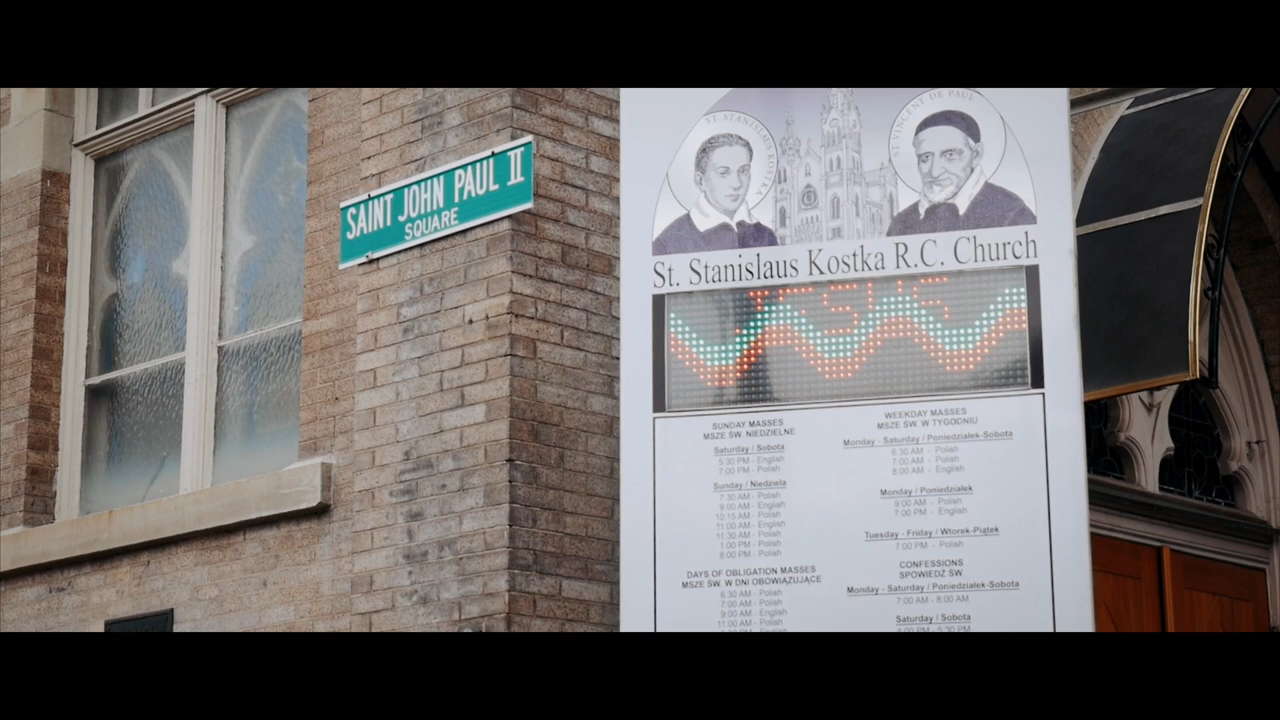 SAINT JOHN PAUL II
SQUARE
ST. STANISLAUS KOSTKA
ST. VINCENT DE PAUL
St. Stanislaus Kostka R.C. Church
SUNDAY MASSES
MSZE ŚW. NIEDZIELNE
Saturday / Sobota
5:30 PM - English
7:00 PM - Polish
Sunday / Niedziela
7:30 AM - Polish
9:00 AM - English
10:15 AM - Polish
11:00 AM - English
11:30 AM - Polish
1:00 PM - Polish
8:00 PM - Polish
DAYS OF OBLIGATION MASSES
MSZE ŚW. W DNI OBOWIĄZUJĄCE
6:30 AM - Polish
7:00 AM - Polish
9:00 AM - English
11:00 AM - Polish
WEEKDAY MASSES
MSZE ŚW. W TYGODNIU
Monday - Saturday / Poniedziałek-Sobota
6:30 AM - Polish
7:00 AM - Polish
8:00 AM - English
Monday / Poniedziałek
9:00 AM - Polish
7:00 PM - English
Tuesday - Friday / Wtorek-Piątek
7:00 PM - Polish
CONFESSIONS
SPOWIEDŹ ŚW.
Monday - Saturday / Poniedziałek-Sobota
7:00 AM - 8:00 AM
Saturday / Sobota